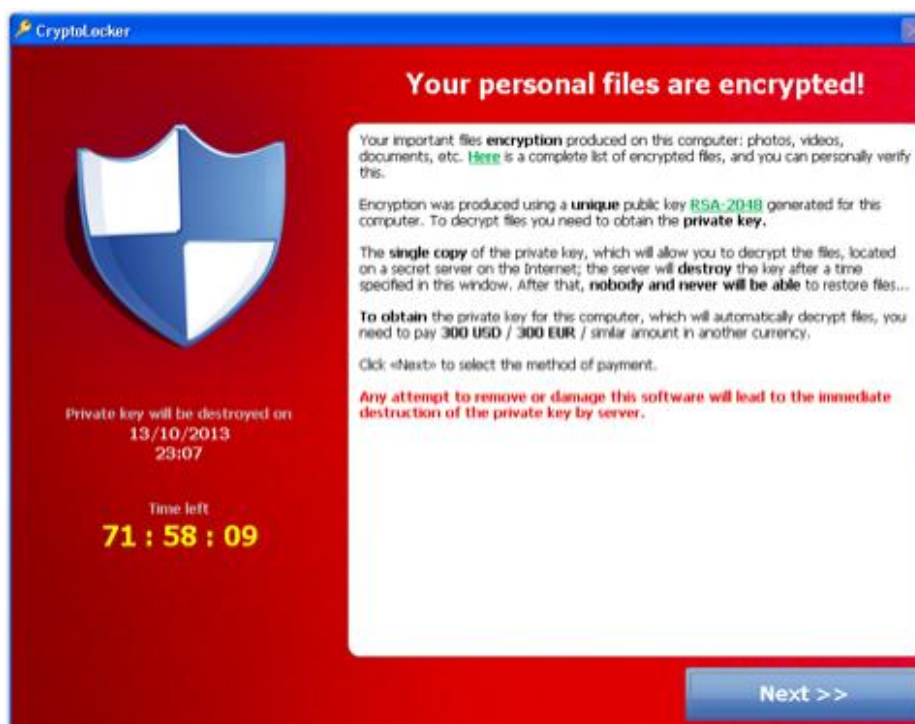 CryptoLocker
Your personal files are encrypted!
Your important files encryption produced on this computer: photos, videos,
documents, etc. Here is a complete list of encrypted files, and you can personally verify
this.
Encryption was produced using a unique public key RSA-2048 generated for this
computer. To decrypt files you need to obtain the private key.
The single copy of the private key, which will allow you to decrypt the files, located
on a secret server on the Internet; the server will destroy the key after a time
specified in this window. After that, nobody and never will be able to restore files...
To obtain the private key for this computer, which will automatically decrypt files, you
need to pay 300 USD / 300 EUR / similar amount in another currency.
Click «Next» to select the method of payment.
Any attempt to remove or damage this software will lead to the immediate
destruction of the private key by server.
Private key will be destroyed on
13/10/2013
23:07
Time left
71 : 58 : 09
Next >>